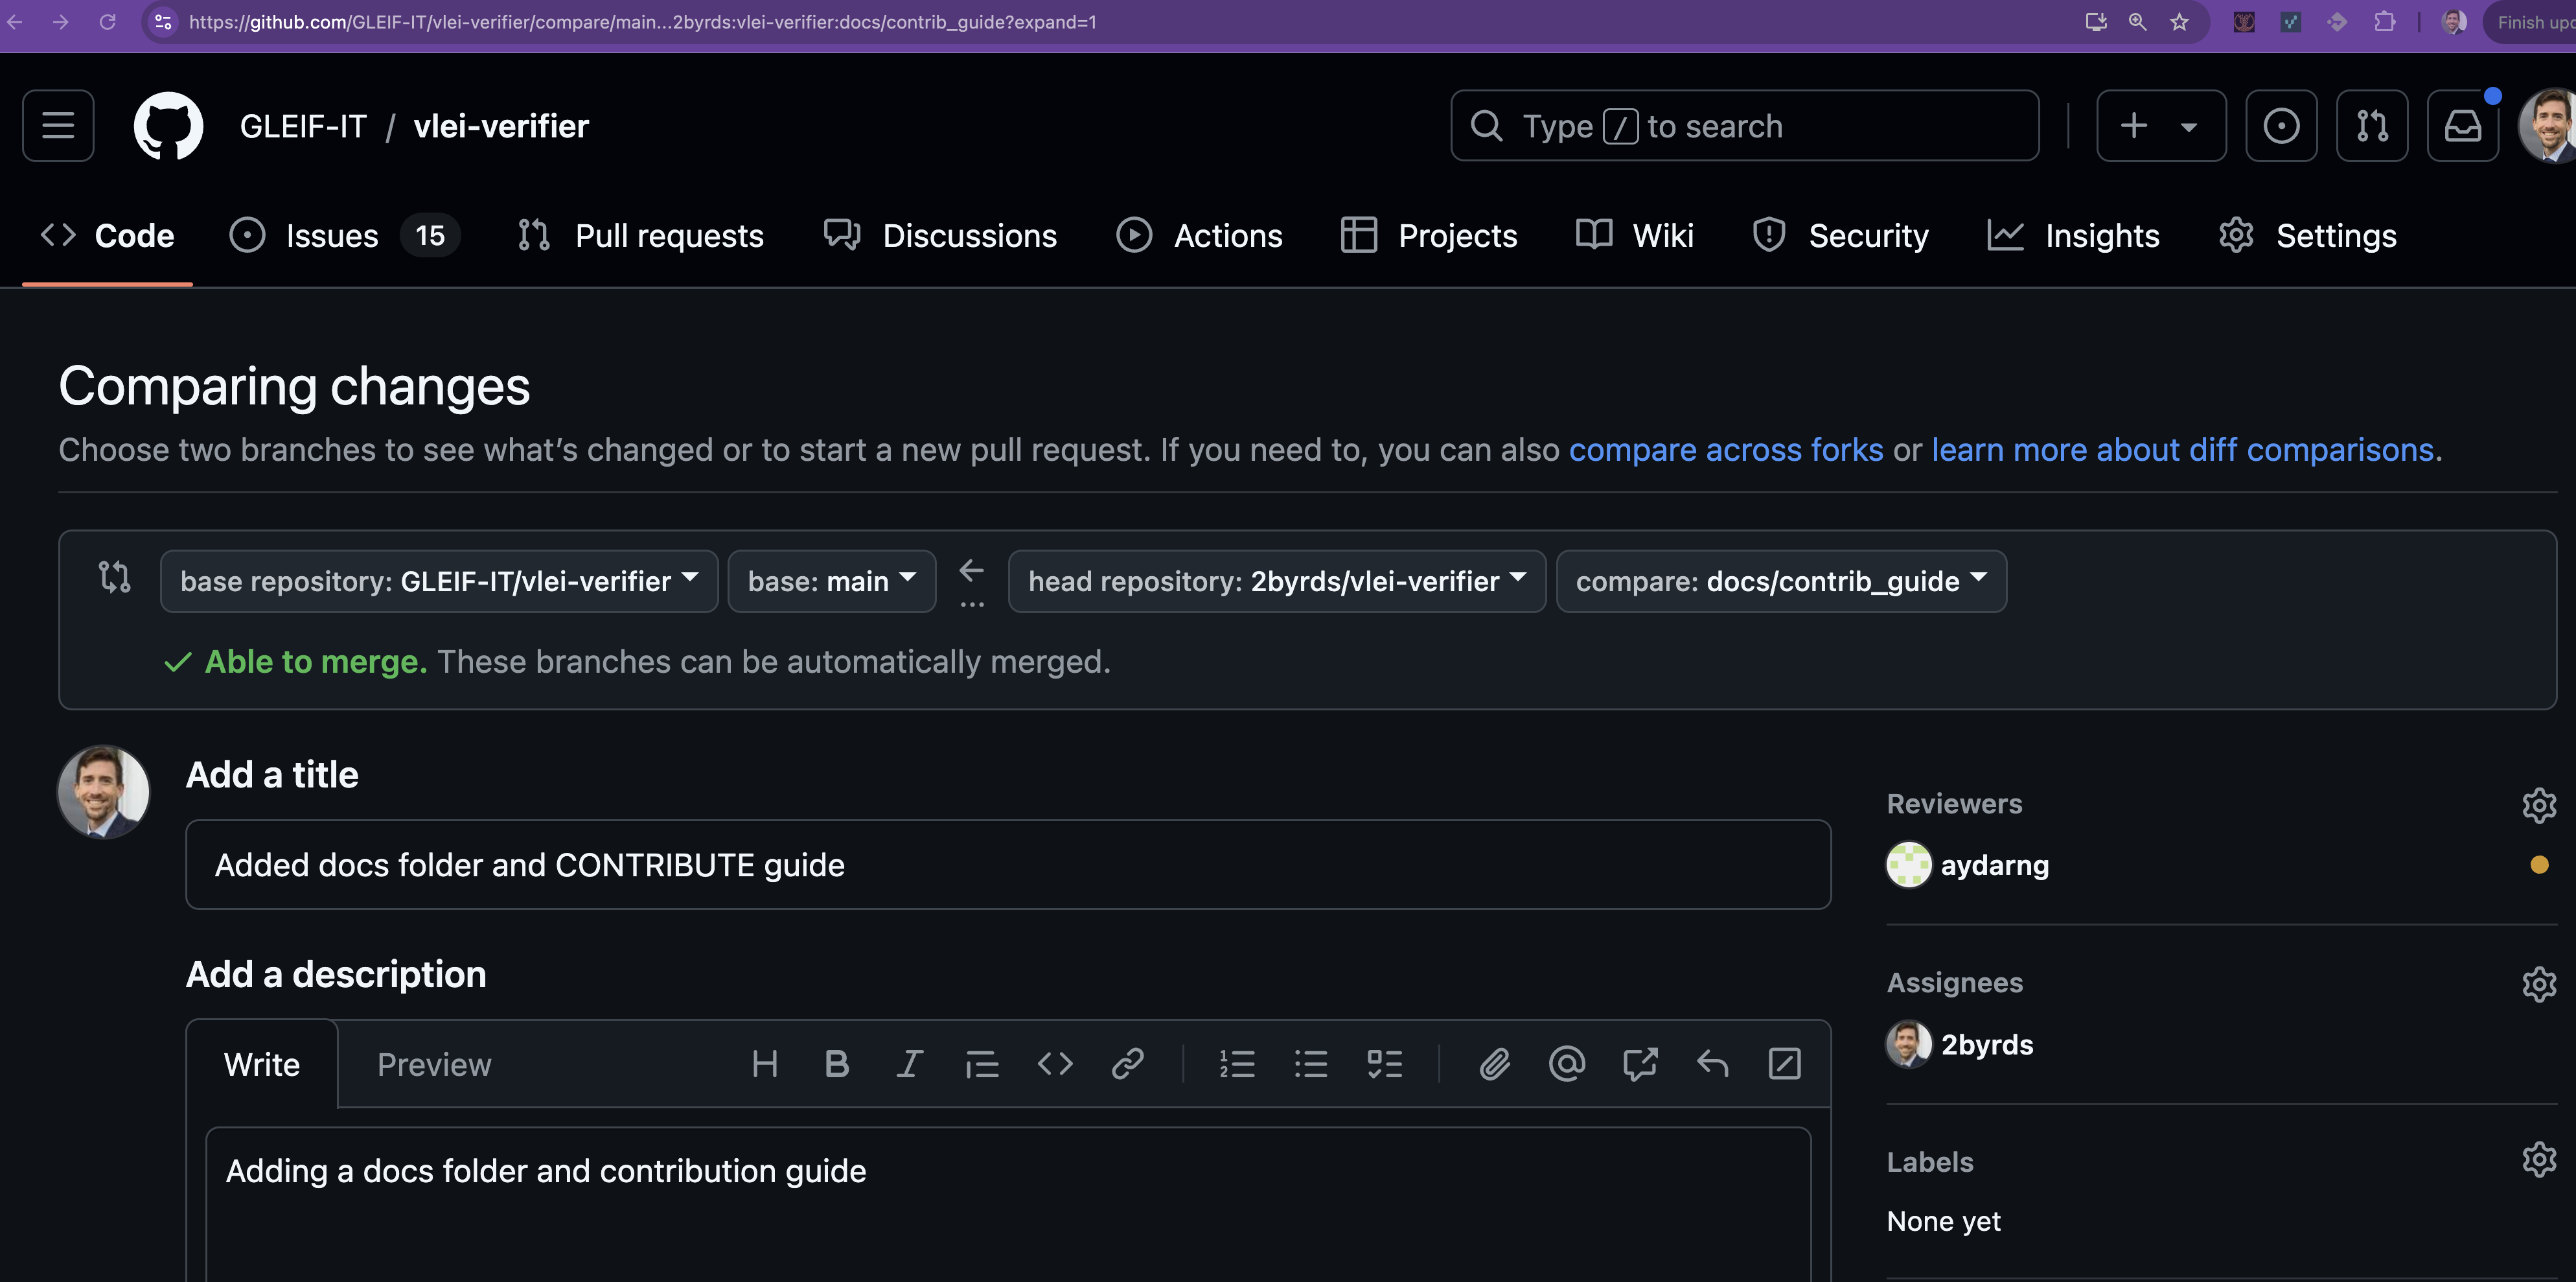 https://github.com/GLEIF-IT/vlei-verifier/compare/main...2byrds:vlei-verifier:docs/contrib_guide?expand=1
Finish
GLEIF-IT / vlei-verifier
Type / to search
Code
Issues 15
Pull requests
Discussions
Actions
Projects
Wiki
Security
Insights
Settings
Comparing changes
Choose two branches to see what’s changed or to start a new pull request. If you need to, you can also compare across forks or learn more about diff comparisons.
base repository: GLEIF-IT/vlei-verifier
base: main
...
head repository: 2byrds/vlei-verifier
compare: docs/contrib_guide
Able to merge. These branches can be automatically merged.
Add a title
Added docs folder and CONTRIBUTE guide
Add a description
Write
Preview
Adding a docs folder and contribution guide
Reviewers
aydarng
Assignees
2byrds
Labels
None yet